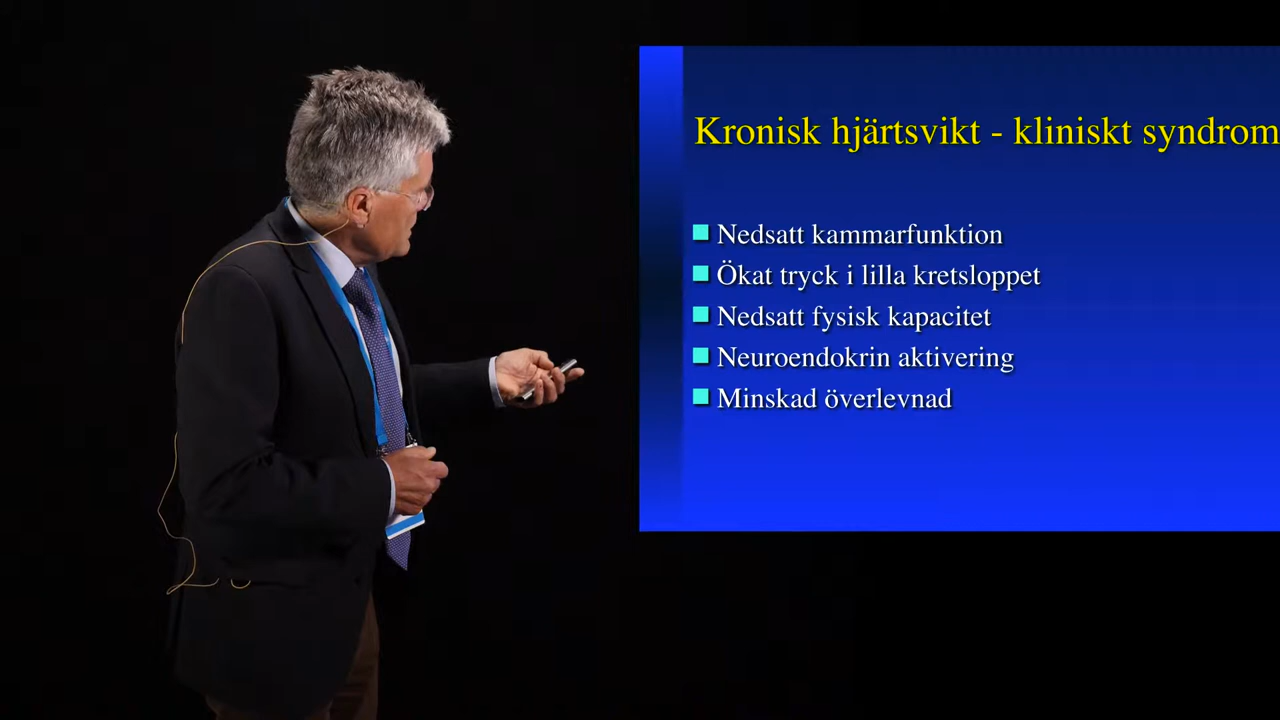 Kronisk hjärtsvikt - kliniskt syndrom
Nedsatt kammarfunktion
Ökat tryck i lilla kretsloppet
Nedsatt fysisk kapacitet
Neuroendokrin aktivering
Minskad överlevnad